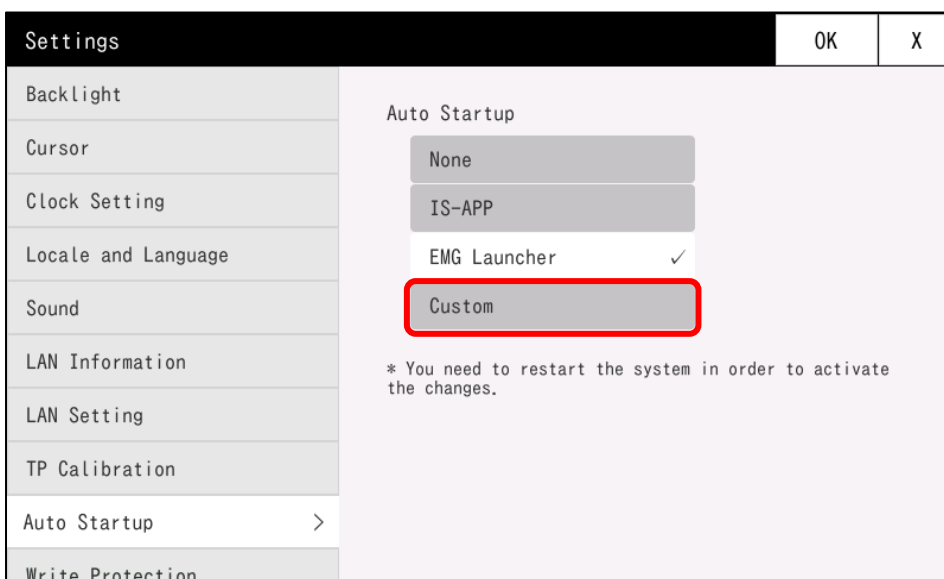 Settings
OK
X
Backlight
Cursor
Clock Setting
Locale and Language
Sound
LAN Information
LAN Setting
TP Calibration
Auto Startup
>
Write Protection
Auto Startup
None
IS-APP
EMG Launcher ✓
Custom
* You need to restart the system in order to activate
the changes.